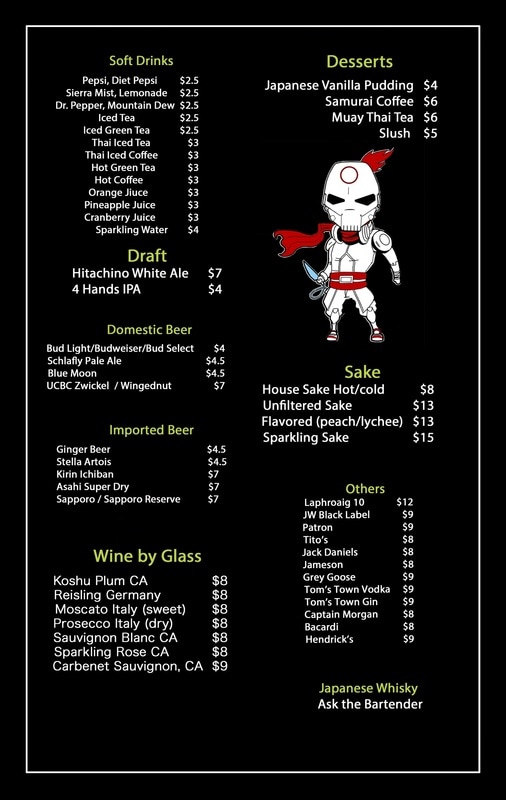 Soft Drinks
Pepsi, Diet Pepsi $2.5
Sierra Mist, Lemonade $2.5
Dr. Pepper, Mountain Dew $2.5
Iced Tea $2.5
Iced Green Tea $2.5
Thai Iced Tea $3
Thai Iced Coffee $3
Hot Green Tea $3
Hot Coffee $3
Orange Jiuce $3
Pineapple Juice $3
Cranberry Juice $3
Sparkling Water $4
Draft
Hitachino White Ale $7
4 Hands IPA $4
Domestic Beer
Bud Light/Budweiser/Bud Select $4
Schlafly Pale Ale $4.5
Blue Moon $4.5
UCBC Zwickel / Wingednut $7
Imported Beer
Ginger Beer $4.5
Stella Artois $4.5
Kirin Ichiban $7
Asahi Super Dry $7
Sapporo / Sapporo Reserve $7
Wine by Glass
Koshu Plum CA $8
Reisling Germany $8
Moscato Italy (sweet) $8
Prosecco Italy (dry) $8
Sauvignon Blanc CA $8
Sparkling Rose CA $8
Carbenet Sauvignon, CA $9
Desserts
Japanese Vanilla Pudding $4
Samurai Coffee $6
Muay Thai Tea $6
Slush $5
Sake
House Sake Hot/cold $8
Unfiltered Sake $13
Flavored (peach/lychee) $13
Sparkling Sake $15
Others
Laphroaig 10 $12
JW Black Label $9
Patron $9
Tito's $8
Jack Daniels $8
Jameson $8
Grey Goose $9
Tom's Town Vodka $9
Tom's Town Gin $9
Captain Morgan $8
Bacardi $8
Hendrick's $9
Japanese Whisky
Ask the Bartender